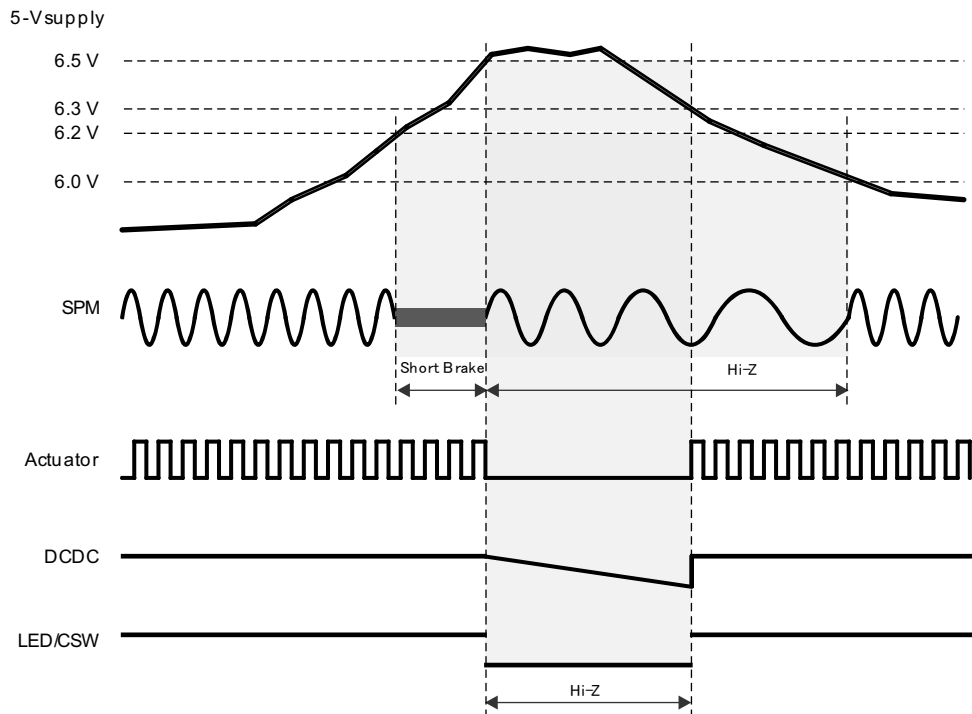 5-Vsupply
6.5 V
6.3 V
6.2 V
6.0 V
SPM
Short Brake
Hi-Z
Actuator
DCDC
LED/CSW
Hi-Z